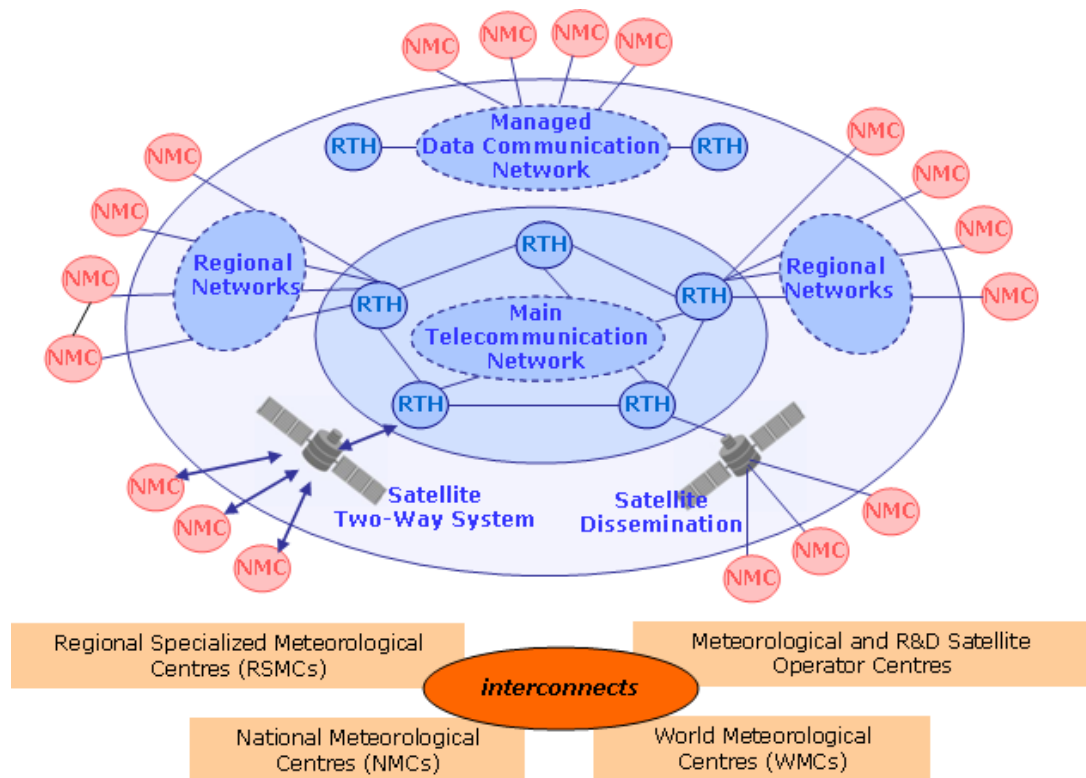 NMC
NMC
NMC
NMC
NMC
NMC
NMC
NMC
NMC
NMC
NMC
NMC
Managed
Data Communication
Network
RTH
RTH
Regional
Networks
Regional
Networks
RTH
RTH
RTH
Main
Telecommunication
Network
RTH
RTH
Satellite
Two-Way System
Satellite
Dissemination
NMC
NMC
NMC
NMC
NMC
NMC
Regional Specialized Meteorological
Centres (RSMCs)
Meteorological and R&D Satellite
Operator Centres
interconnects
National Meteorological
Centres (NMCs)
World Meteorological
Centres (WMCs)